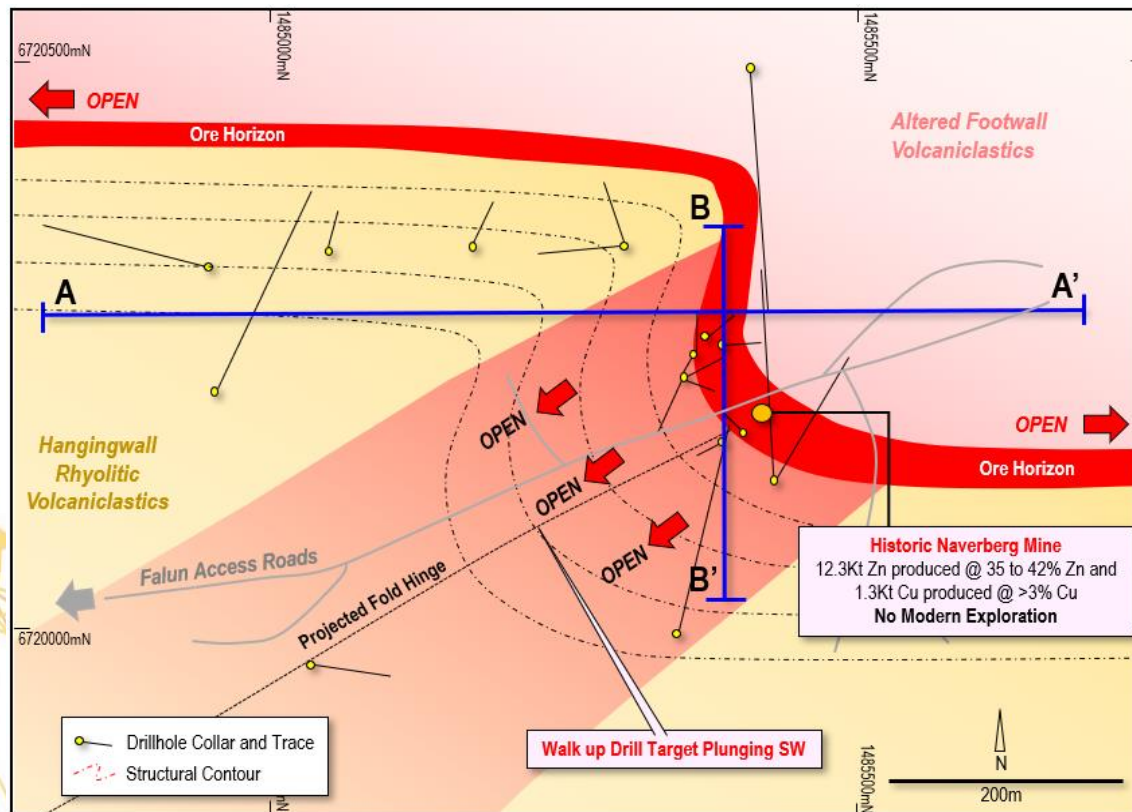 1485000mN
1485500mN
6720500mN
OPEN
Ore Horizon
Altered Footwall
Volcaniclastics
B
A
A'
OPEN
Hangingwall
Rhyolitic
Volcaniclastics
OPEN
OPEN
Ore Horizon
OPEN
Falun Access Roads
B'
Historic Naverberg Mine
12.3Kt Zn produced @ 35 to 42% Zn and
1.3Kt Cu produced @ >3% Cu
No Modern Exploration
6720000mN
Projected Fold Hinge
Drillhole Collar and Trace
Structural Contour
Walk up Drill Target Plunging SW
1485500mN
N
200m
mN